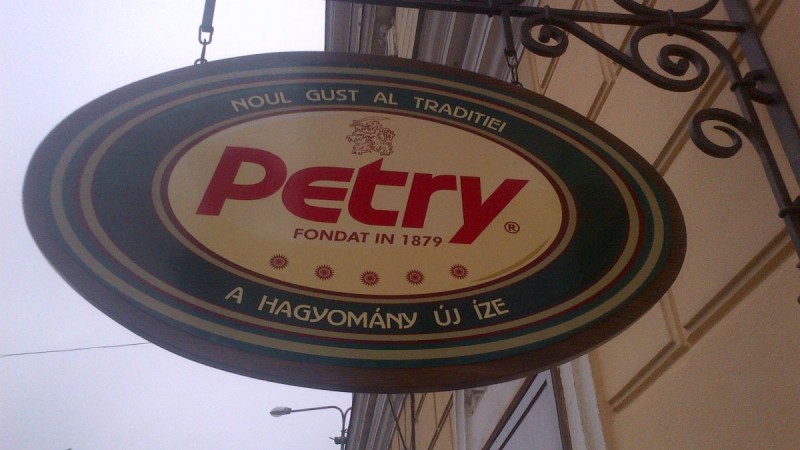 NOUL GUST AL TRADITIEI
Petry®
FONDAT IN 1879
A HAGYOMÁNY ÚJ ÍZE